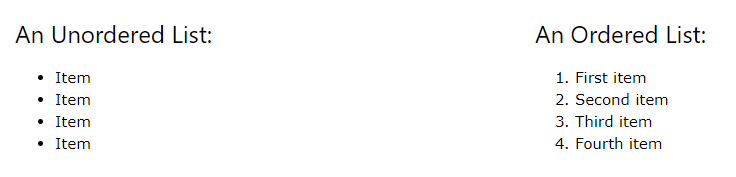 An Unordered List:
• Item
• Item
• Item
• Item
An Ordered List:
1. First item
2. Second item
3. Third item
4. Fourth item